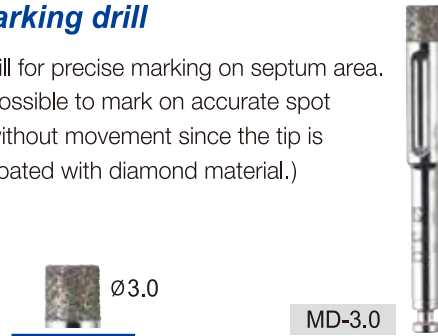 arking drill
ill for precise marking on septum area.
ossible to mark on accurate spot
ithout movement since the tip is
oated with diamond material.)
Ø3.0
MD-3.0